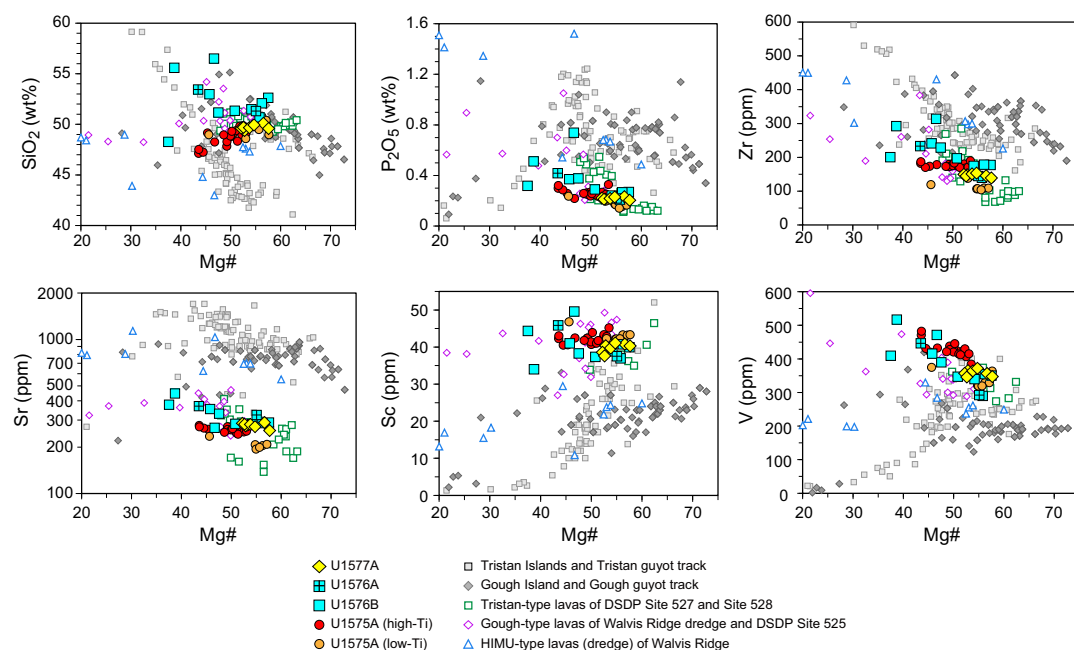 60
55
50
45
40
SiO2 (wt%)
20 30 40 50 60 70
Mg#
1.6
1.2
0.8
0.4
0
P2O5 (wt%)
20 30 40 50 60 70
Mg#
600
500
400
300
200
100
0
Zr (ppm)
20 30 40 50 60 70
Mg#
2000
1000
500
400
300
200
100
Sr (ppm)
20 30 40 50 60 70
Mg#
50
40
30
20
10
0
Sc (ppm)
20 30 40 50 60 70
Mg#
600
500
400
300
200
100
0
V (ppm)
20 30 40 50 60 70
Mg#
U1577A
U1576A
U1576B
U1575A (high-Ti)
U1575A (low-Ti)
Tristan Islands and Tristan guyot track
Gough Island and Gough guyot track
Tristan-type lavas of DSDP Site 527 and Site 528
Gough-type lavas of Walvis Ridge dredge and DSDP Site 525
HIMU-type lavas (dredge) of Walvis Ridge